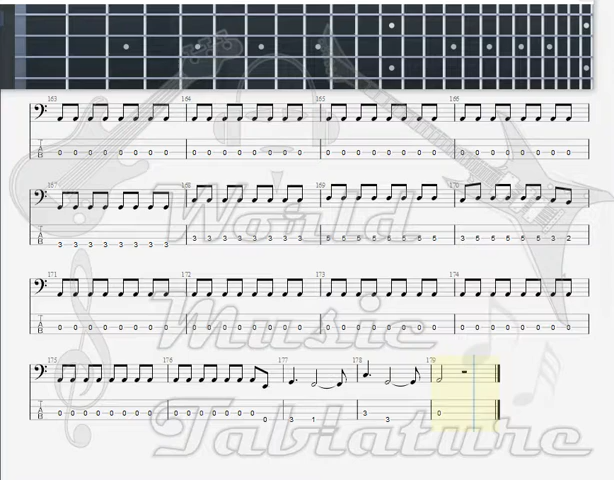 163 164 165 166
T A B 0 0 0 0 0 0 0 0 0 0 0 0 0 0 0 0 0 0 0 0 0 0 0 0 0 0 0 0 0 0 0 0
167 168 169 170
World
T A B 3 3 3 3 3 3 3 3 3 3 3 3 3 3 3 3 5 5 5 5 5 5 5 5 5 5 5 5 5 5 3 2
171 172 173 174
Music
T A B 0 0 0 0 0 0 0 0 0 0 0 0 0 0 0 0 0 0 0 0 0 0 0 0 0 0 0 0 0 0 0 0
175 176 177 178 179
T A B 0 0 0 0 0 0 0 0 0 0 0 0 0 0 0 0 3 1 3 3 0
Tablature